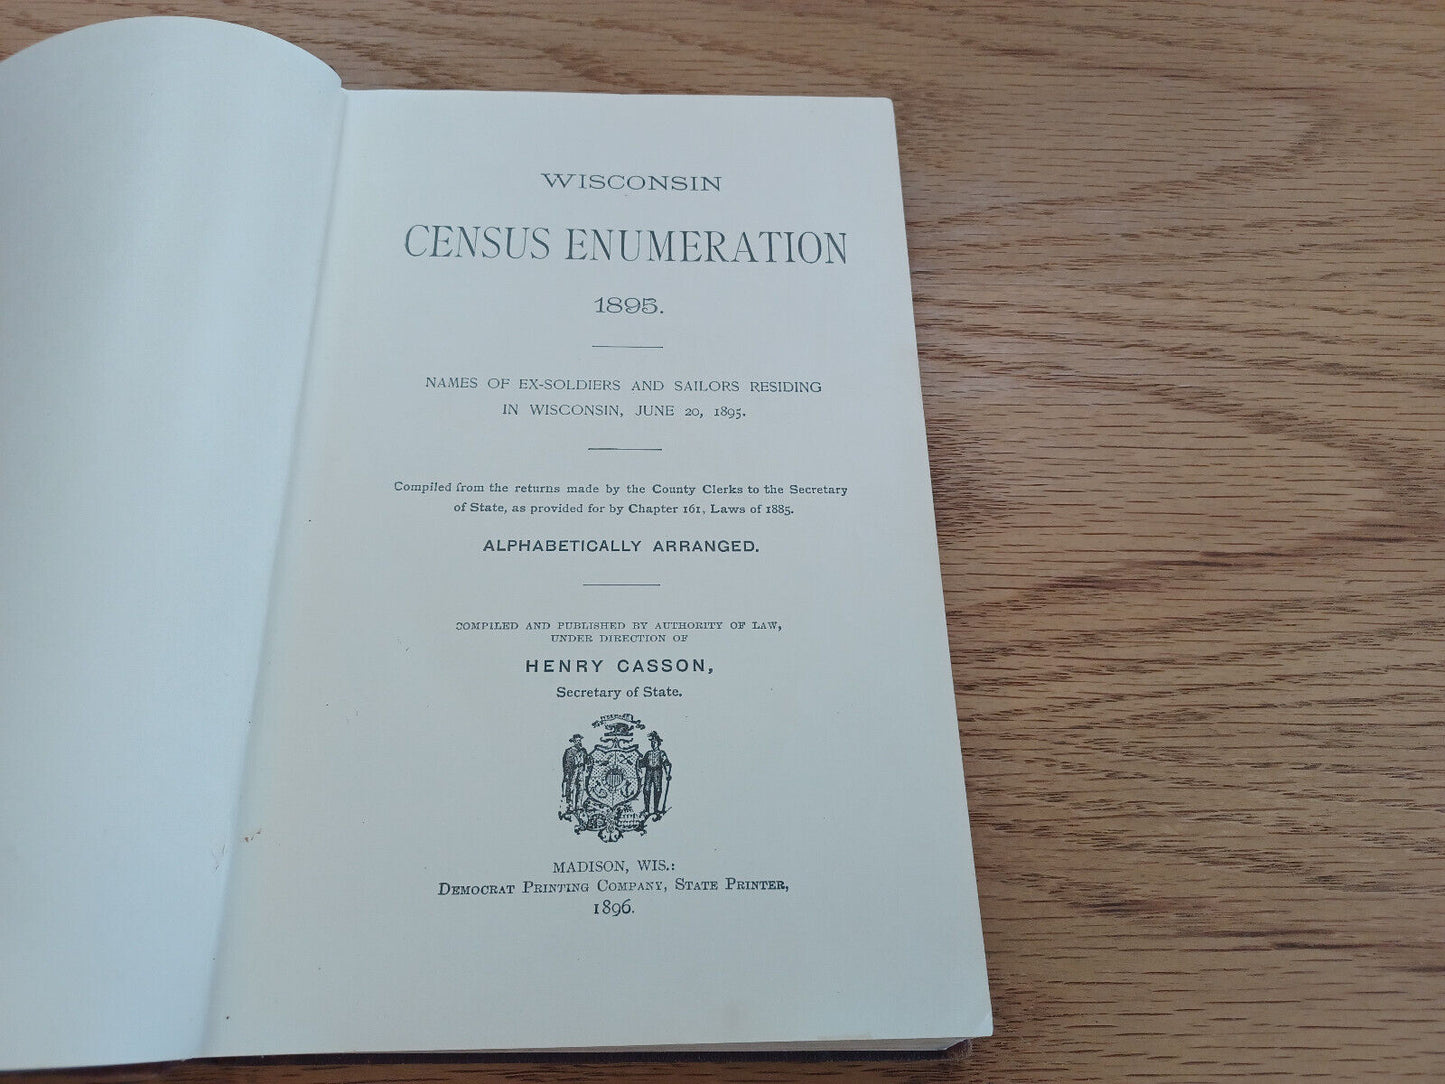 WISCONSIN
CENSUS ENUMERATION
1895.
NAMES OF EX-SOLDIERS AND SAILORS RESIDING
IN WISCONSIN, JUNE 20, 1895.
Compiled from the returns made by the County Clerks to the Secretary
of State, as provided for by Chapter 161, Laws of 1885.
ALPHABETICALLY ARRANGED.
COMPILED AND PUBLISHED BY AUTHORITY OF LAW,
UNDER DIRECTION OF
HENRY CASSON,
Secretary of State.
MADISON, WIS.:
DEMOCRAT PRINTING COMPANY, STATE PRINTER,
1896.